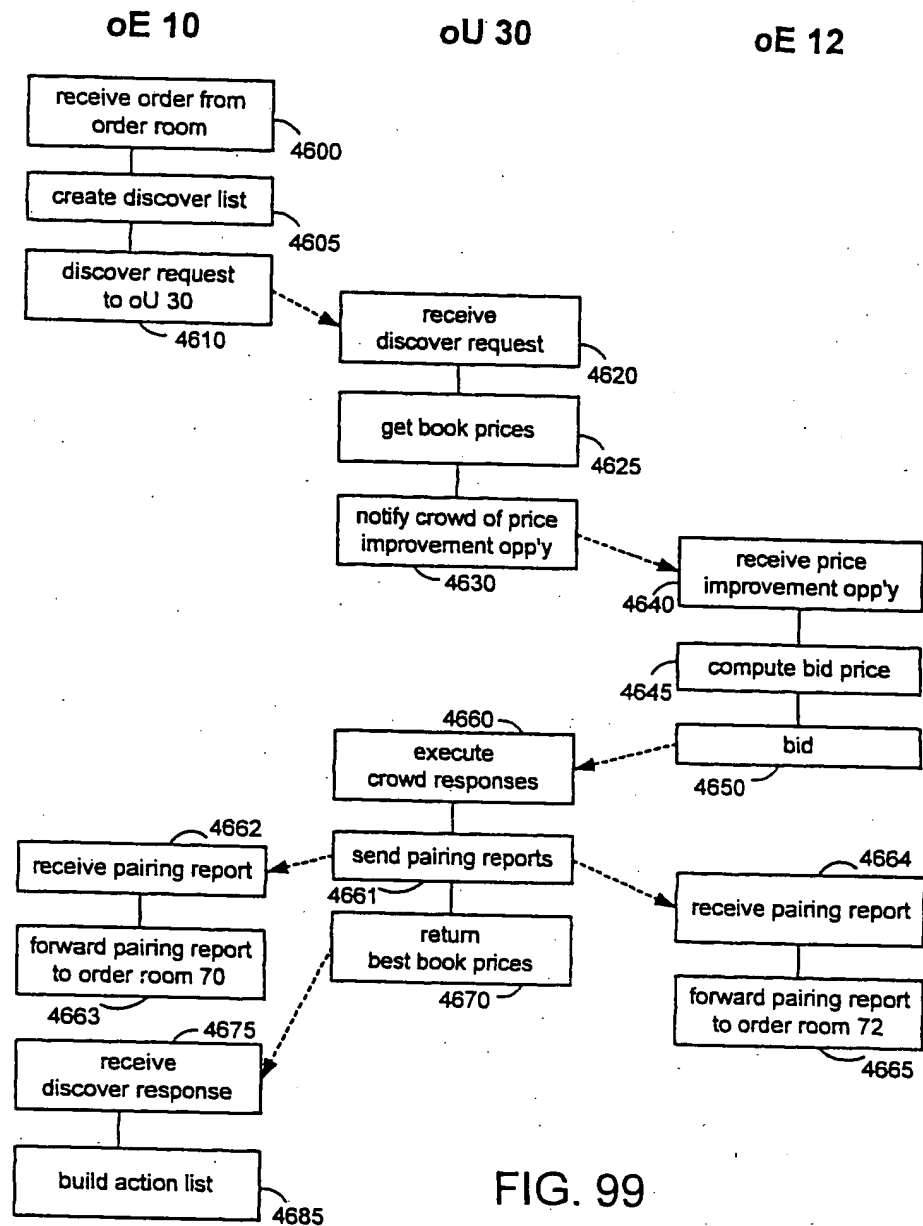 oE 10
oU 30
oE 12
receive order from
order room
4600
create discover list
4605
discover request
to oU 30
4610
receive
discover request
4620
get book prices
4625
notify crowd of price
improvement opp'y
4630
receive price
improvement opp'y
4640
compute bid price
4645
bid
4650
4660
execute
crowd responses
send pairing reports
4661
4662
receive pairing report
forward pairing report
to order room 70
4663
4664
receive pairing report
forward pairing report
to order room 72
4665
return
best book prices
4670
4675
receive
discover response
build action list
4685
FIG. 99